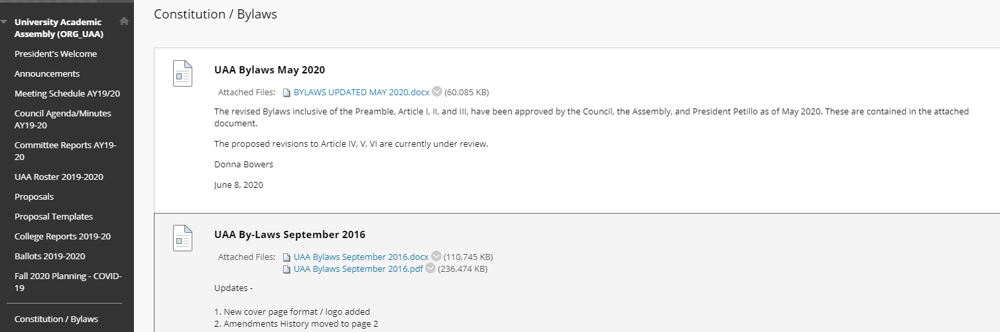 University Academic
Assembly (ORG_UAA)
President's Welcome
Announcements
Meeting Schedule AY19/20
Council Agenda/Minutes
AY19-20
Committee Reports AY19-
20
UAA Roster 2019-2020
Proposals
Proposal Templates
College Reports 2019-20
Ballots 2019-2020
Fall 2020 Planning - COVID-
19
Constitution / Bylaws
Constitution / Bylaws
UAA Bylaws May 2020
Attached Files: BYLAWS UPDATED MAY 2020.docx (60.085 KB)
The revised Bylaws inclusive of the Preamble, Article I, II, and III, have been approved by the Council, the Assembly, and President Petillo as of May 2020. These are contained in the attached
document.
The proposed revisions to Article IV, V, VI are currently under review.
Donna Bowers
June 8, 2020
UAA By-Laws September 2016
Attached Files: UAA Bylaws September 2016.docx (110.745 KB)
UAA Bylaws September 2016.pdf (236.474 KB)
Updates -
1. New cover page format / logo added
2. Amendments History moved to page 2